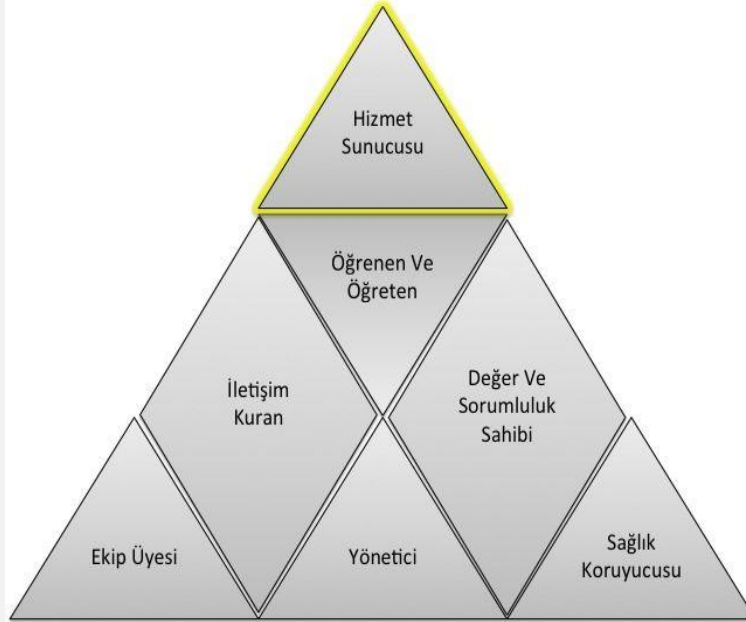 Hizmet
Sunucusu
Öğrenen Ve
Öğreten
İletişim
Kuran
Değer Ve
Sorumluluk
Sahibi
Ekip Üyesi
Yönetici
Sağlık
Koruyucusu